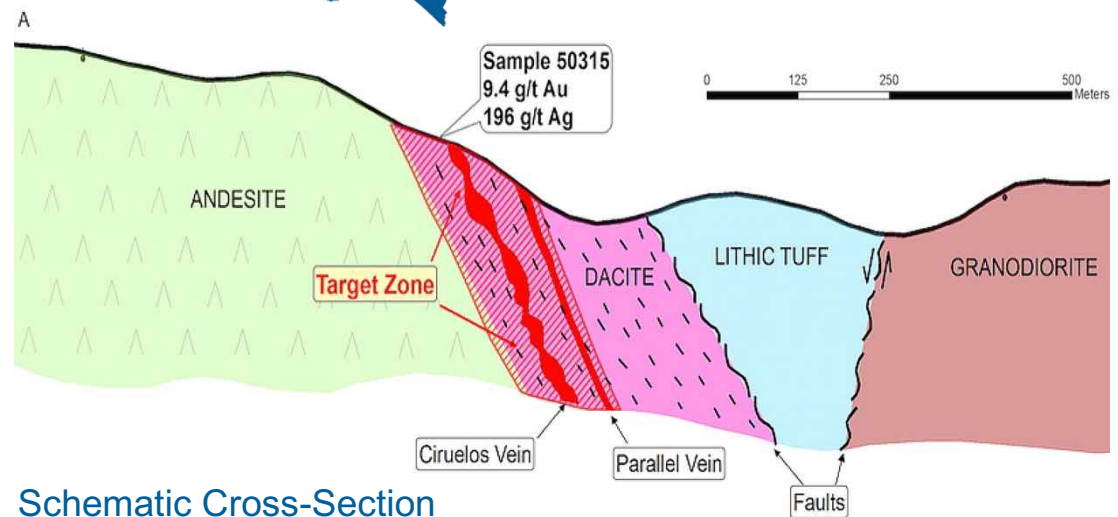 A
Sample 50315
9.4 g/t Au
196 g/t Ag
0 125 250 500
Meters
ANDESITE
Target Zone
DACITE
LITHIC TUFF
GRANODIORITE
Ciruelos Vein
Parallel Vein
Faults
Schematic Cross-Section